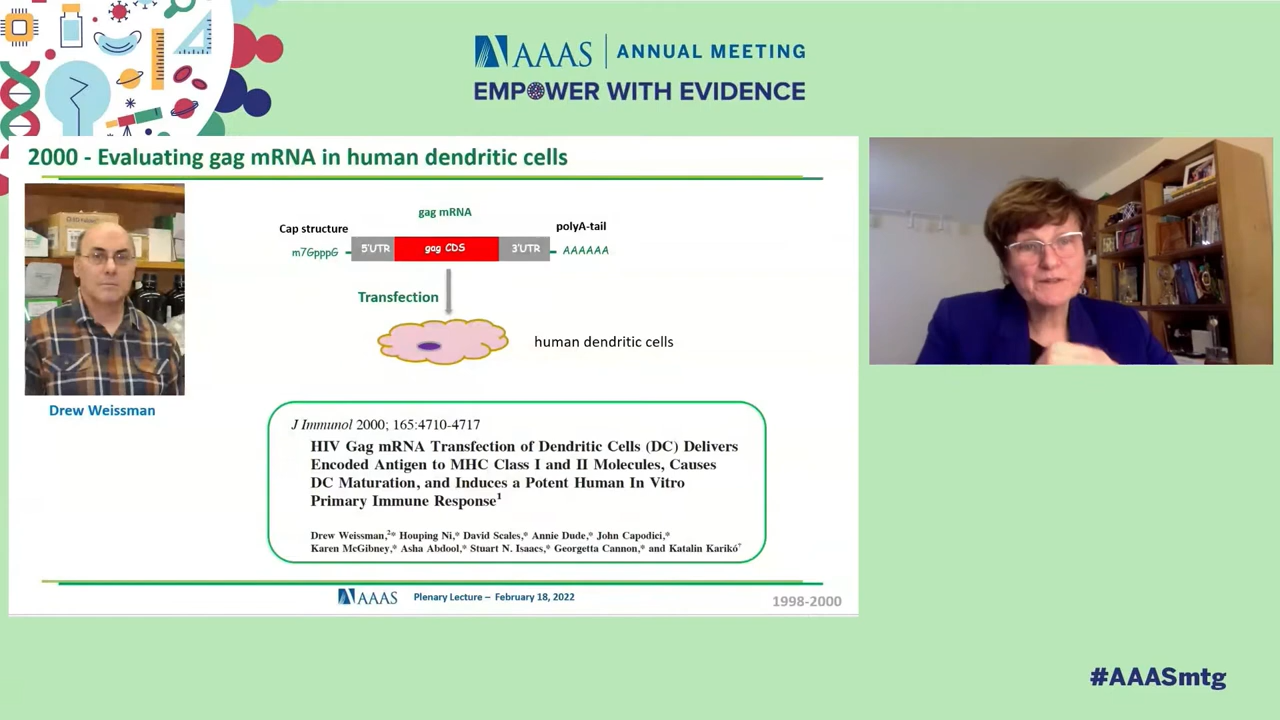 AAAS | ANNUAL MEETING
EMPOWER WITH EVIDENCE
2000 - Evaluating gag mRNA in human dendritic cells
Drew Weissman
gag mRNA
Cap structure
polyA-tail
m7GpppG
5'UTR
gag CDS
3'UTR
AAAAAA
Transfection
human dendritic cells
J Immunol 2000; 165:4710-4717
HIV Gag mRNA Transfection of Dendritic Cells (DC) Delivers
Encoded Antigen to MHC Class I and II Molecules, Causes
DC Maturation, and Induces a Potent Human In Vitro
Primary Immune Response¹
Drew Weissman,²* Houping Ni,* David Scales,* Annie Dude,* John Capodici,*
Karen McGibney,* Asha Abdool,* Stuart N. Isaacs,* Georgetta Cannon,* and Katalin Karikó†
AAAS
Plenary Lecture – February 18, 2022
1998-2000
#AAASmtg